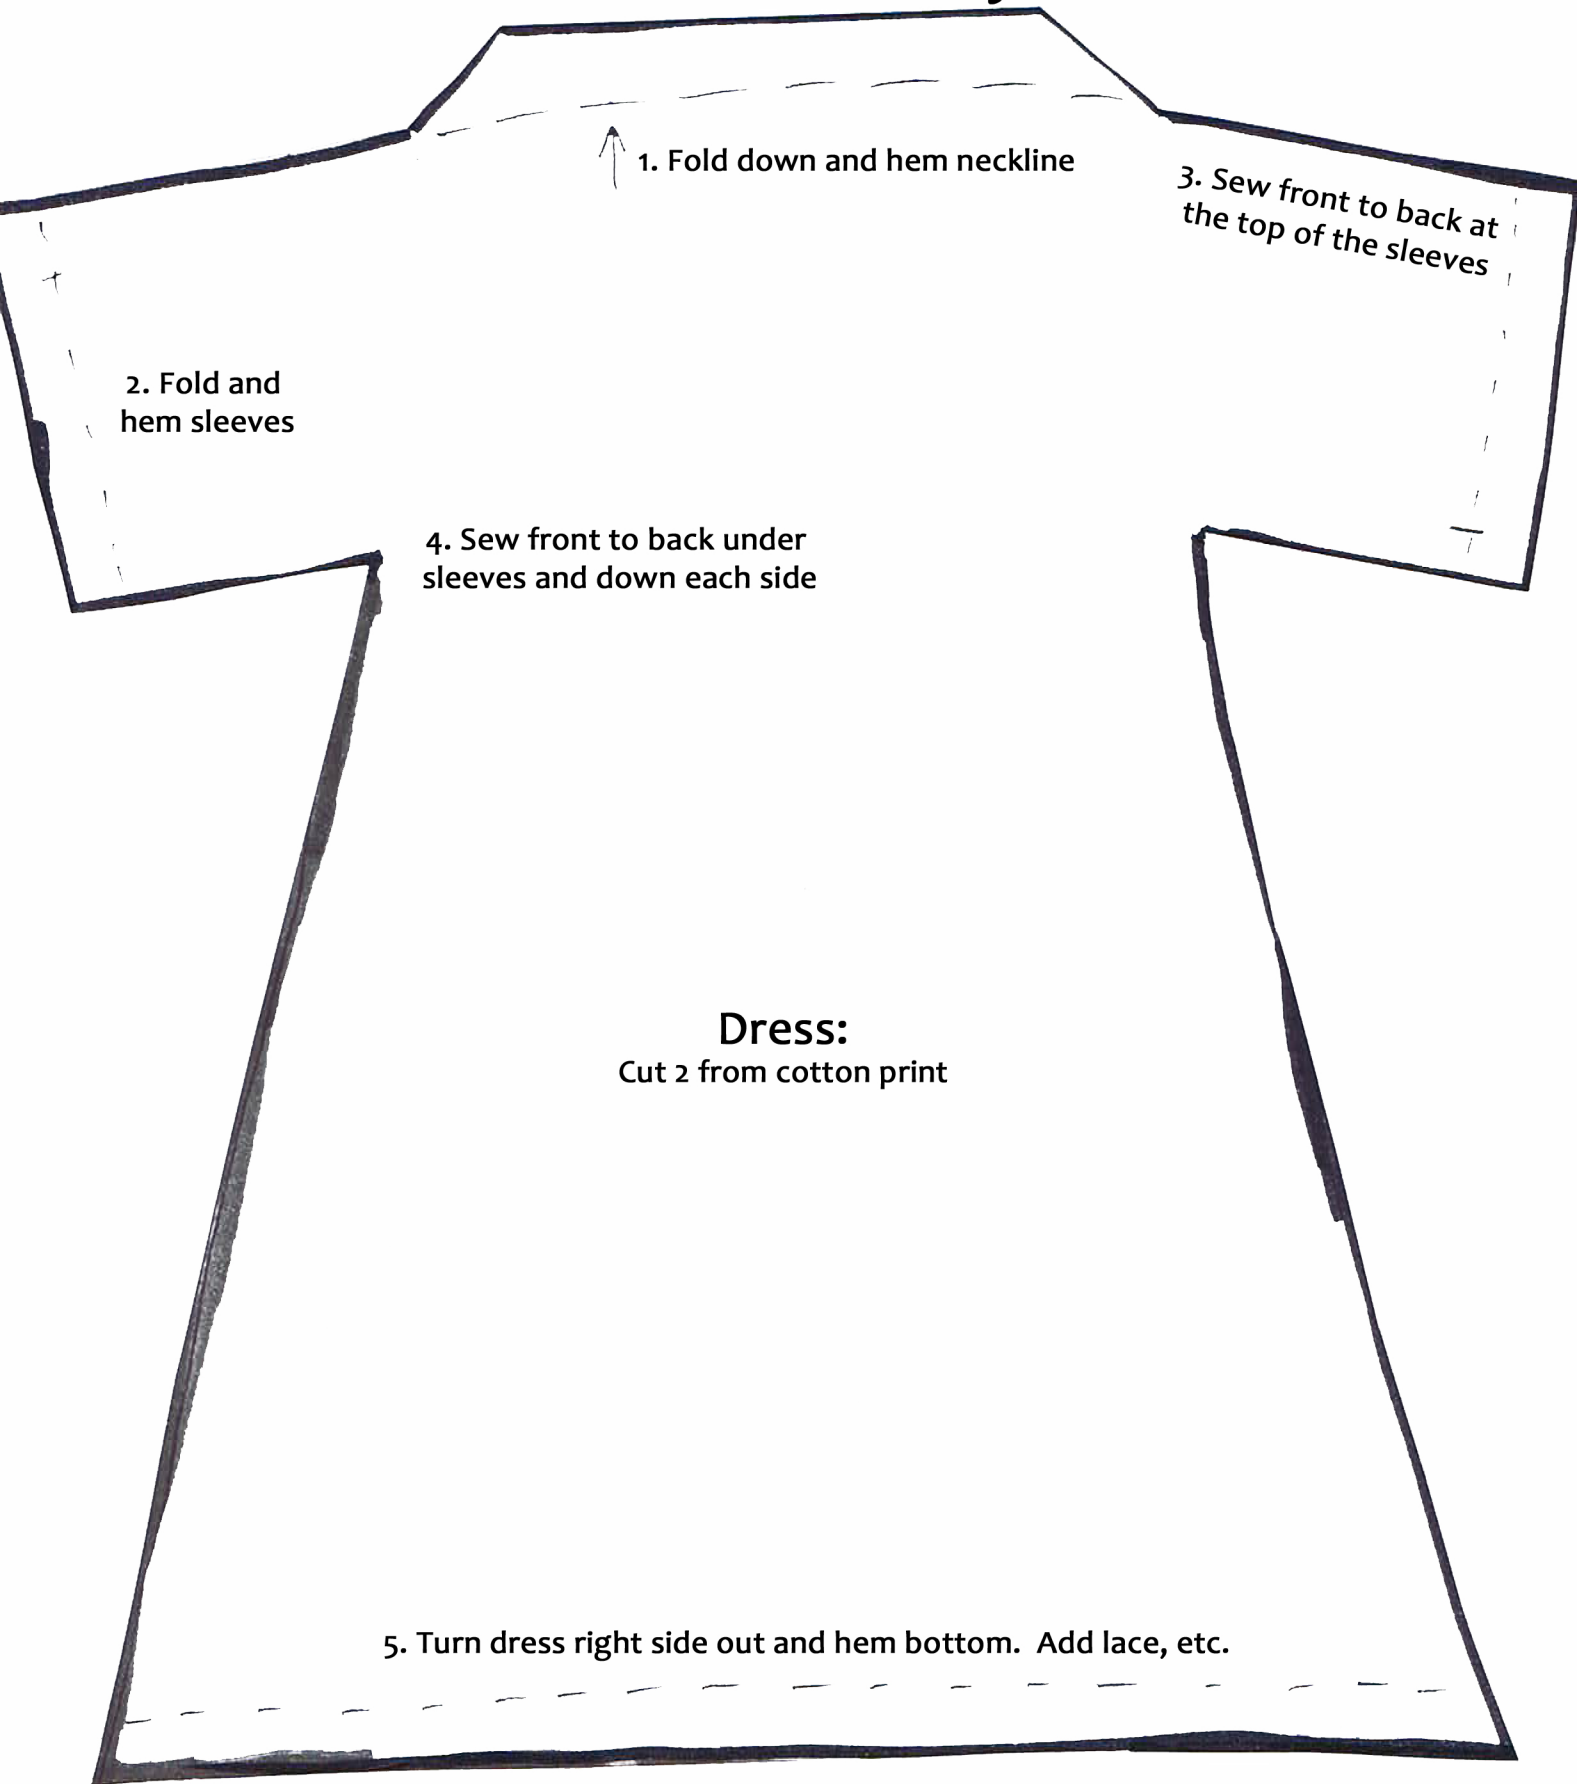 1. Fold down and hem neckline
3. Sew front to back at
the top of the sleeves
2. Fold and
hem sleeves
4. Sew front to back under
sleeves and down each side
Dress:
Cut 2 from cotton print
5. Turn dress right side out and hem bottom.  Add lace, etc.